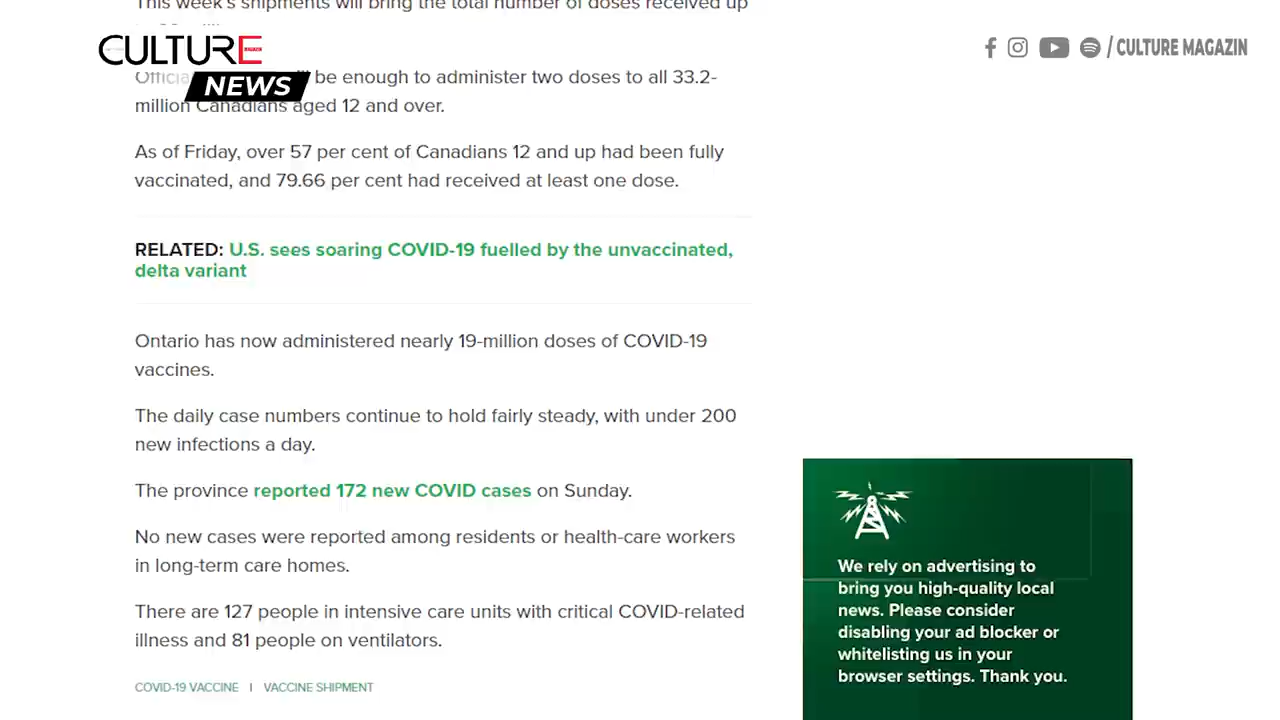 This week's shipments will bring the total number of doses received up
CULTURE
NEWS
/ CULTURE MAGAZIN
be enough to administer two doses to all 33.2-
million Canadians aged 12 and over.
As of Friday, over 57 per cent of Canadians 12 and up had been fully
vaccinated, and 79.66 per cent had received at least one dose.
RELATED: U.S. sees soaring COVID-19 fuelled by the unvaccinated,
delta variant
Ontario has now administered nearly 19-million doses of COVID-19
vaccines.
The daily case numbers continue to hold fairly steady, with under 200
new infections a day.
The province reported 172 new COVID cases on Sunday.
No new cases were reported among residents or health-care workers
in long-term care homes.
There are 127 people in intensive care units with critical COVID-related
illness and 81 people on ventilators.
COVID-19 VACCINE | VACCINE SHIPMENT
We rely on advertising to
bring you high-quality local
news. Please consider
disabling your ad blocker or
whitelisting us in your
browser settings. Thank you.